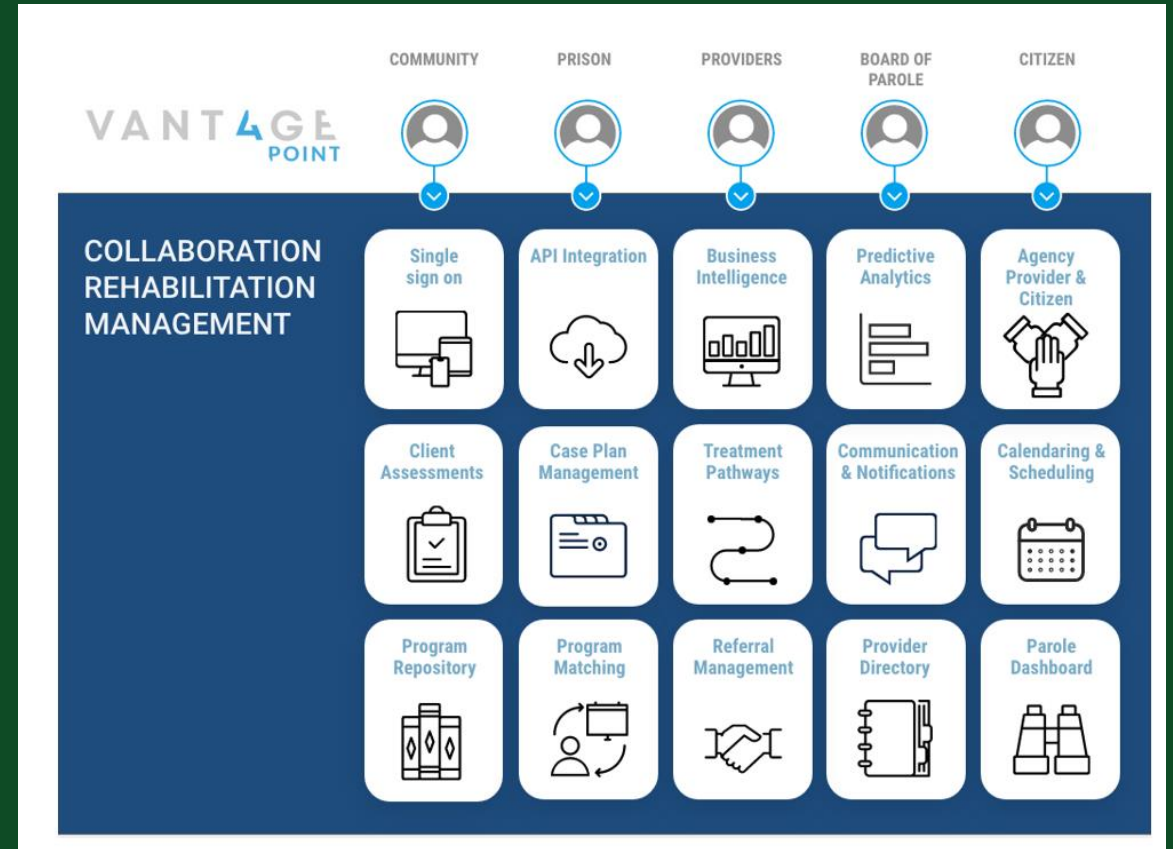 COMMUNITY
PRISON
PROVIDERS
BOARD OF
PAROLE
CITIZEN
VANT4GE
POINT
COLLABORATION
REHABILITATION
MANAGEMENT
Single
sign on
API Integration
Business
Intelligence
Predictive
Analytics
Agency
Provider &
Citizen
Client
Assessments
Case Plan
Management
Treatment
Pathways
Communication
& Notifications
Calendaring &
Scheduling
Program
Repository
Program
Matching
Referral
Management
Provider
Directory
Parole
Dashboard